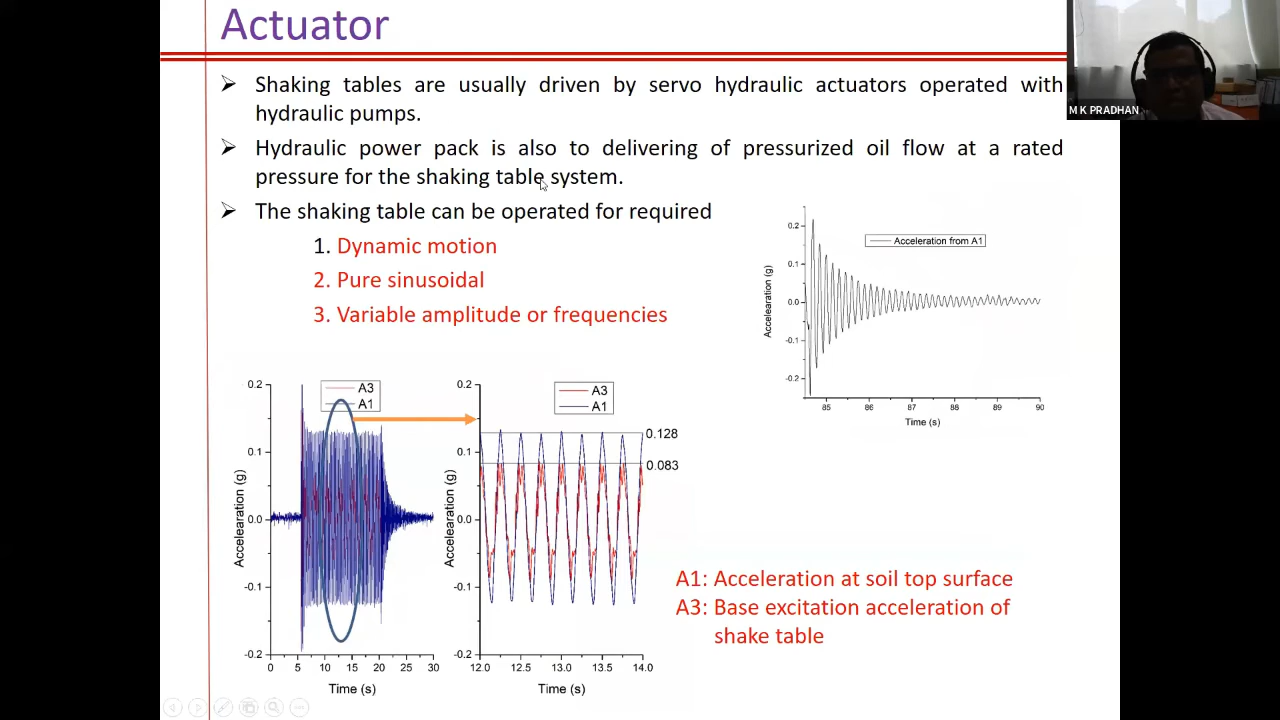 Actuator
M K PRADHAN
➢ Shaking tables are usually driven by servo hydraulic actuators operated with
hydraulic pumps.
➢ Hydraulic power pack is also to delivering of pressurized oil flow at a rated
pressure for the shaking table system.
➢ The shaking table can be operated for required
1. Dynamic motion
2. Pure sinusoidal
3. Variable amplitude or frequencies
Acceleration from A1
0.2
0.1
0.0
-0.1
-0.2
Accelearation (g)
85 86 87 88 89 90
Time (s)
A3
A1
0.2
0.1
0.0
-0.1
-0.2
Accelearation (g)
0 5 10 15 20 25 30
Time (s)
A3
A1
0.2
0.1
0.0
-0.1
-0.2
Accelearation (g)
0.128
0.083
12.0 12.5 13.0 13.5 14.0
Time (s)
A1: Acceleration at soil top surface
A3: Base excitation acceleration of
shake table